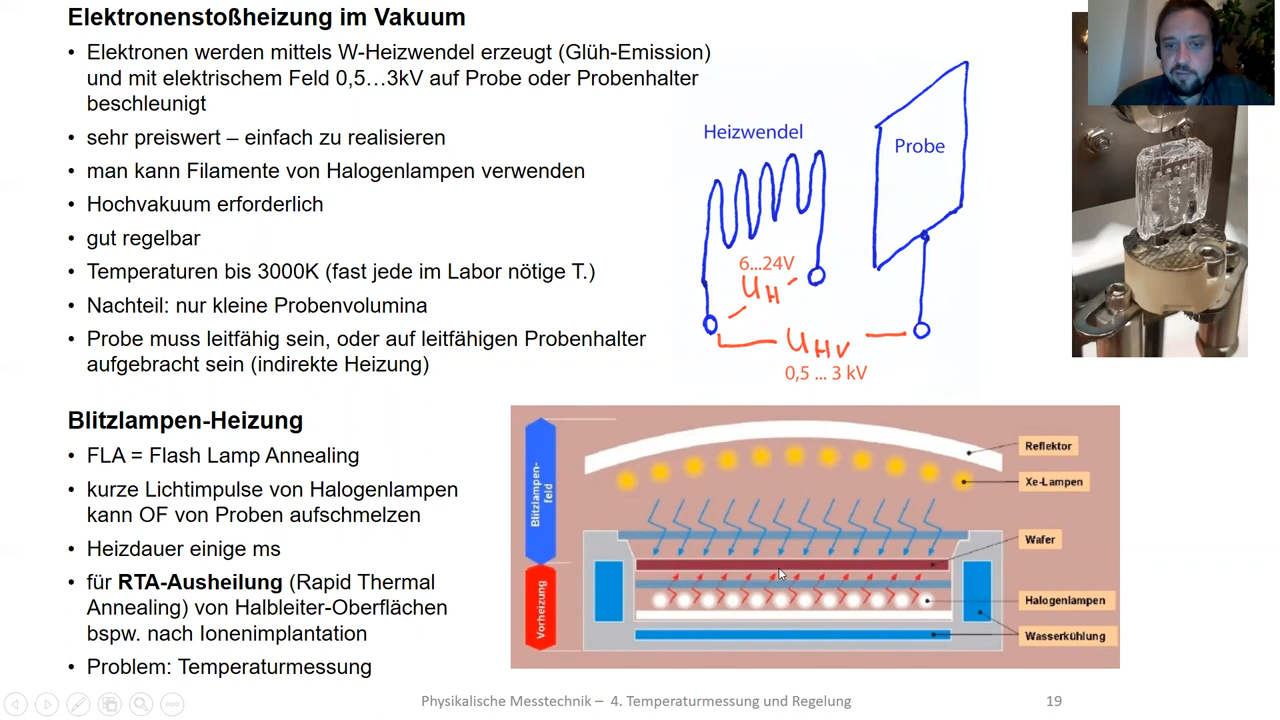 Elektronenstoßheizung im Vakuum
• Elektronen werden mittels W-Heizwendel erzeugt (Glüh-Emission)
und mit elektrischem Feld 0,5…3kV auf Probe oder Probenhalter
beschleunigt
• sehr preiswert – einfach zu realisieren
• man kann Filamente von Halogenlampen verwenden
• Hochvakuum erforderlich
• gut regelbar
• Temperaturen bis 3000K (fast jede im Labor nötige T.)
• Nachteil: nur kleine Probenvolumina
• Probe muss leitfähig sein, oder auf leitfähigen Probenhalter
aufgebracht sein (indirekte Heizung)
Heizwendel
Probe
6...24V
UH
UHV
0,5 ... 3 kV
Blitzlampen-Heizung
• FLA = Flash Lamp Annealing
• kurze Lichtimpulse von Halogenlampen
kann OF von Proben aufschmelzen
• Heizdauer einige ms
• für RTA-Ausheilung (Rapid Thermal
Annealing) von Halbleiter-Oberflächen
bspw. nach Ionenimplantation
• Problem: Temperaturmessung
Blitzlampen-
feld
Vorheizung
Reflektor
Xe-Lampen
Wafer
Halogenlampen
Wasserkühlung
Physikalische Messtechnik – 4. Temperaturmessung und Regelung
19